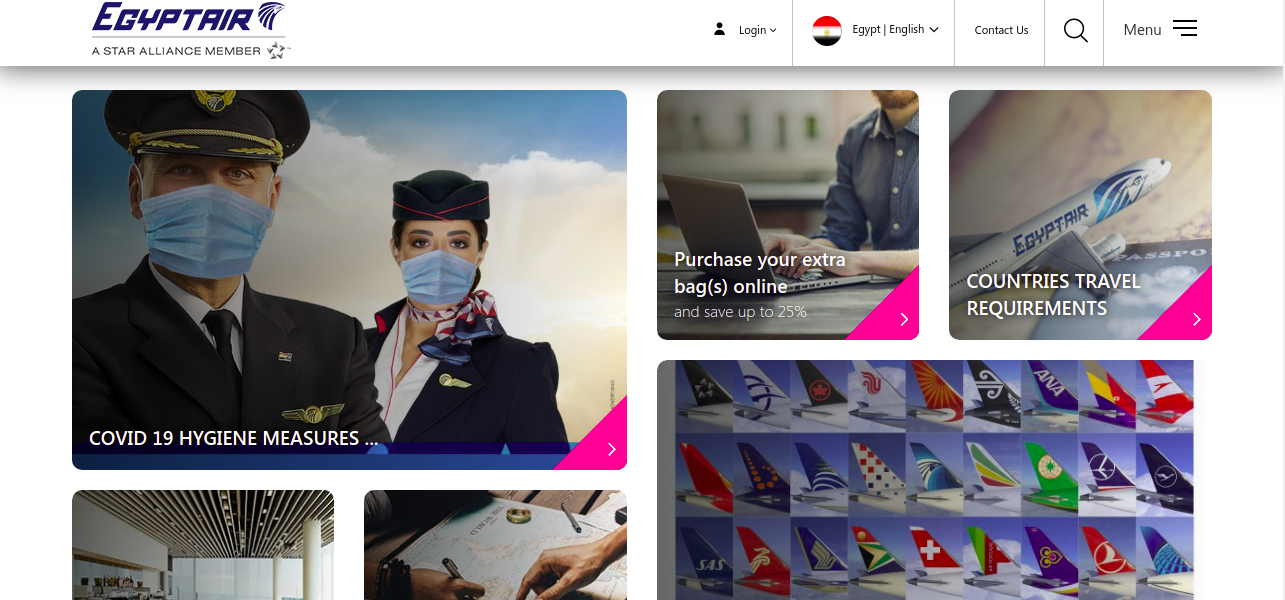 EGYPTAIR
A STAR ALLIANCE MEMBER
Login
Egypt | English
Contact Us
Menu
COVID 19 HYGIENE MEASURES ...
Purchase your extra
bag(s) online
and save up to 25%
EGYPTAIR
PASSPO
COUNTRIES TRAVEL
REQUIREMENTS
ANA
SAS